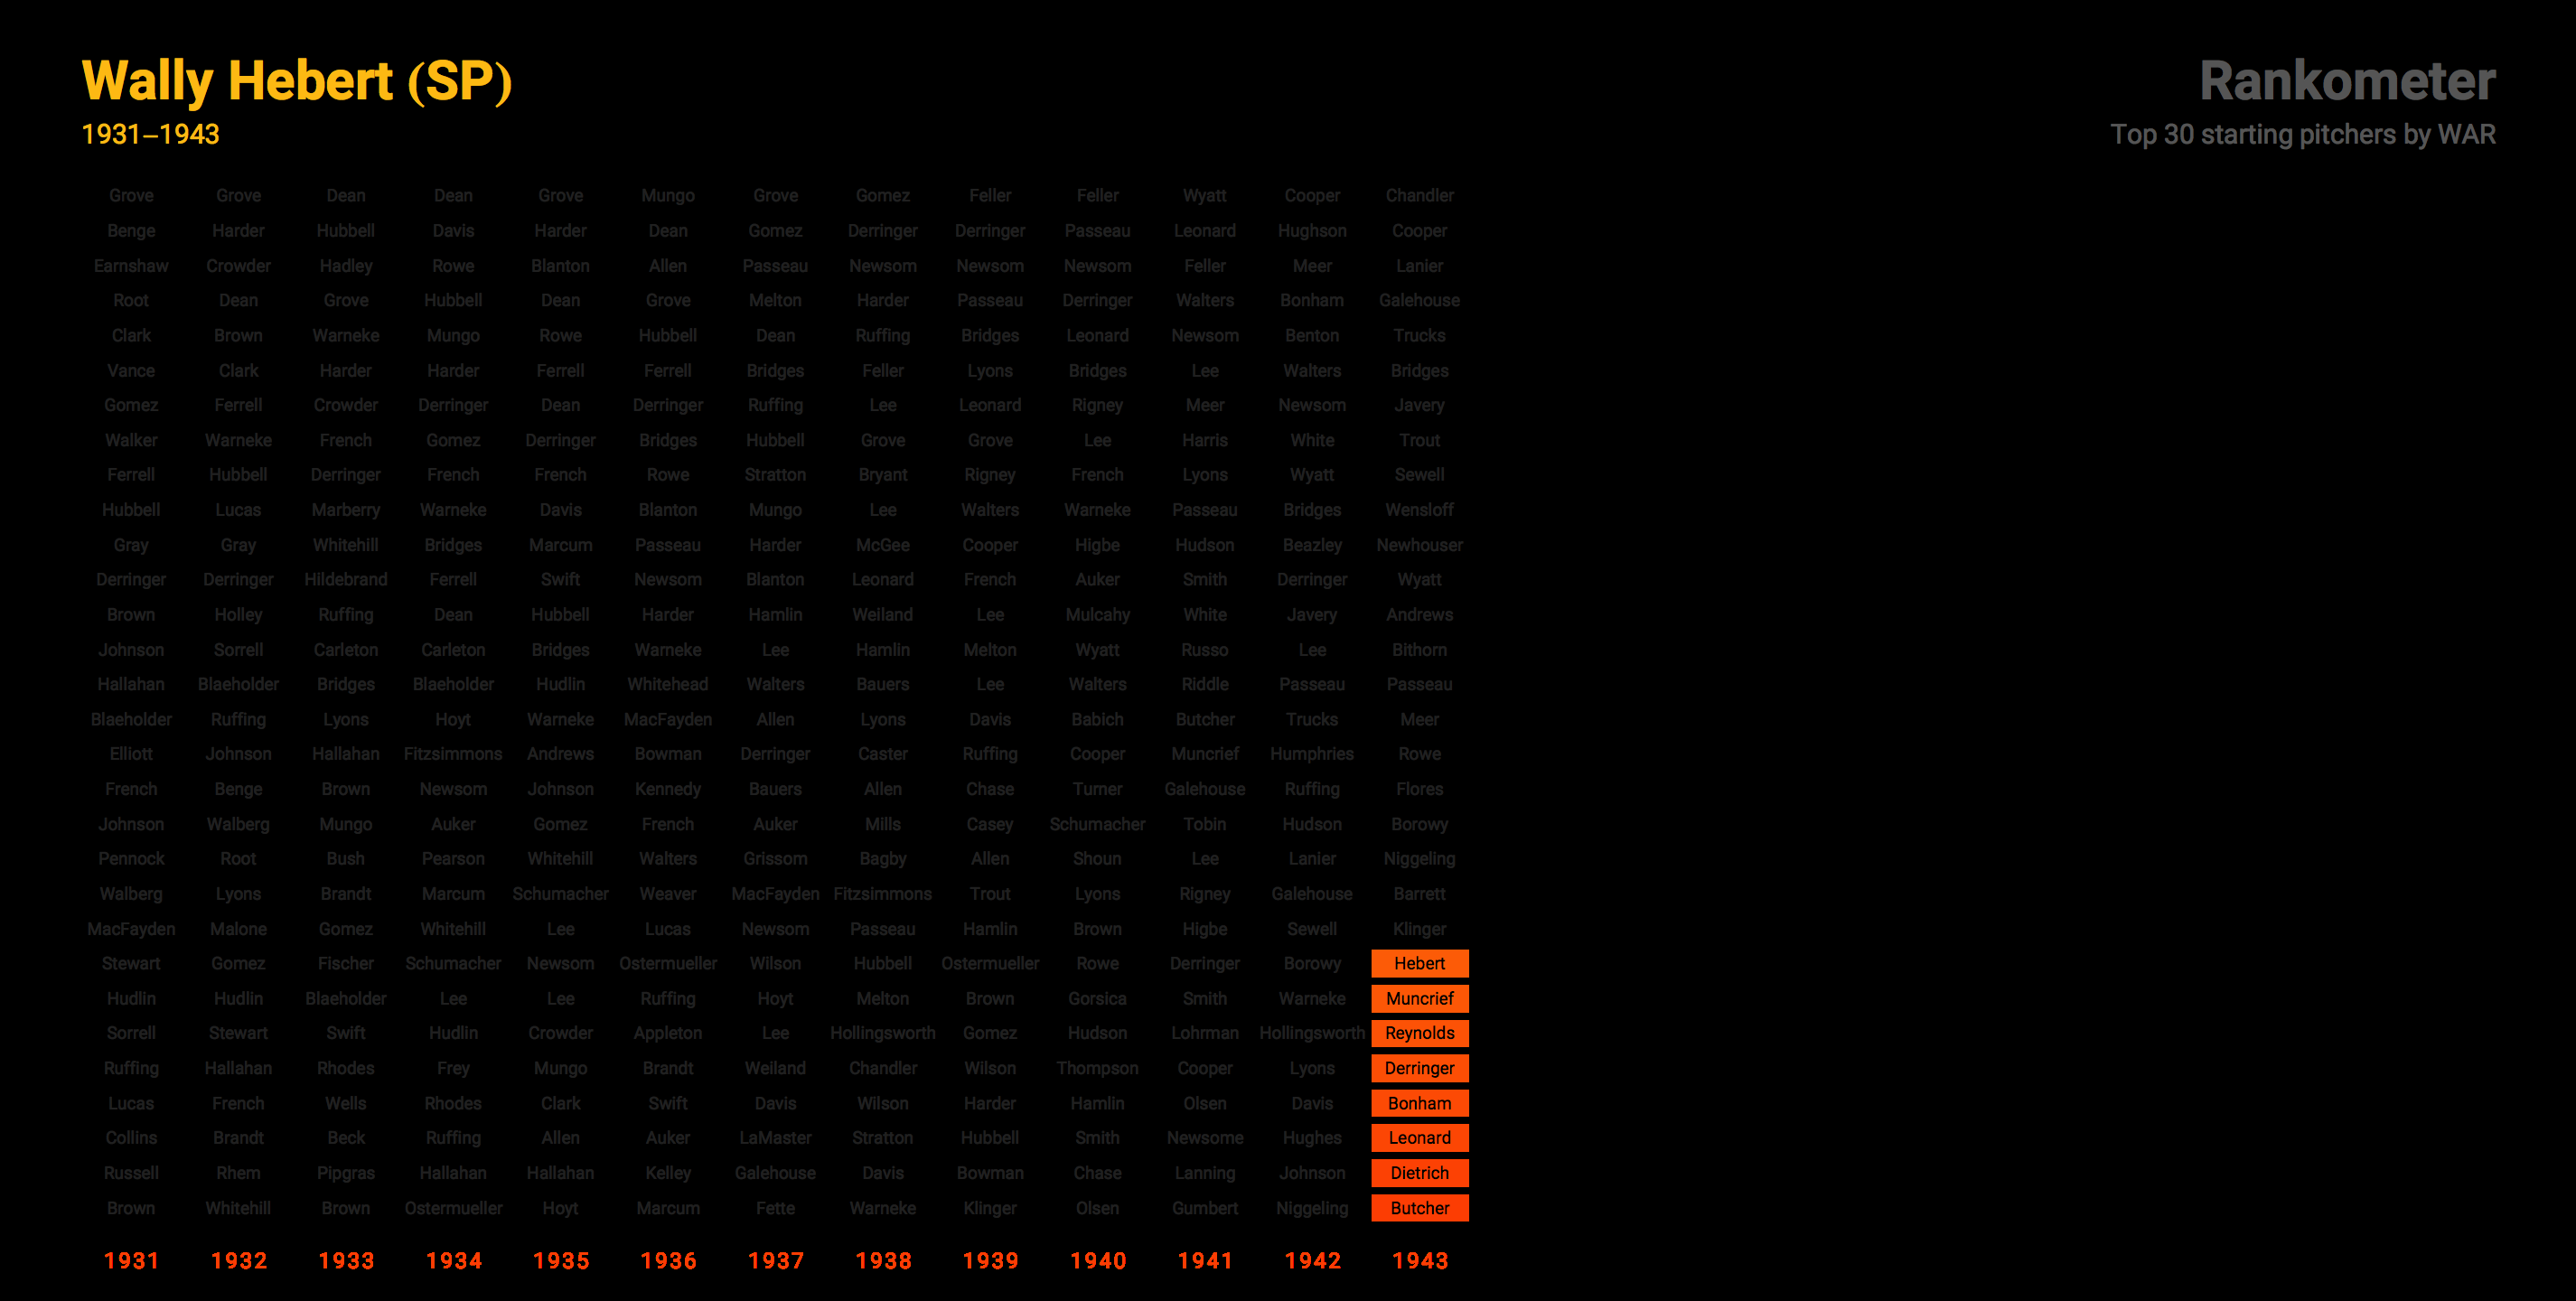 Wally Hebert (SP)
1931–1943
Rankometer
Top 30 starting pitchers by WAR
Grove Grove Dean Dean Grove Mungo Grove Gomez Feller Feller Wyatt Cooper Chandler
Benge Harder Hubbell Davis Harder Dean Gomez Derringer Derringer Passeau Leonard Hughson Cooper
Earnshaw Crowder Hadley Rowe Blanton Allen Passeau Newsom Newsom Newsom Feller Meer Lanier
Root Dean Grove Hubbell Dean Grove Melton Harder Passeau Derringer Walters Bonham Galehouse
Clark Brown Warneke Mungo Rowe Hubbell Dean Ruffing Bridges Leonard Newsom Benton Trucks
Vance Clark Harder Harder Ferrell Ferrell Bridges Feller Lyons Bridges Lee Walters Bridges
Gomez Ferrell Crowder Derringer Dean Derringer Ruffing Lee Leonard Rigney Meer Newsom Javery
Walker Warneke French Gomez Derringer Bridges Hubbell Grove Grove Lee Harris White Trout
Ferrell Hubbell Derringer French French Rowe Stratton Bryant Rigney French Lyons Wyatt Sewell
Hubbell Lucas Marberry Warneke Davis Blanton Mungo Lee Walters Warneke Passeau Bridges Wensloff
Gray Gray Whitehill Bridges Marcum Passeau Harder McGee Cooper Higbe Hudson Beazley Newhouser
Derringer Derringer Hildebrand Ferrell Swift Newsom Blanton Leonard French Auker Smith Derringer Wyatt
Brown Holley Ruffing Dean Hubbell Harder Hamlin Weiland Lee Mulcahy White Javery Andrews
Johnson Sorrell Carleton Carleton Bridges Warneke Lee Hamlin Melton Wyatt Russo Lee Bithorn
Hallahan Blaeholder Bridges Blaeholder Hudlin Whitehead Walters Bauers Lee Walters Riddle Passeau Passeau
Blaeholder Ruffing Lyons Hoyt Warneke MacFayden Allen Lyons Davis Babich Butcher Trucks Meer
Elliott Johnson Hallahan Fitzsimmons Andrews Bowman Derringer Caster Ruffing Cooper Muncrief Humphries Rowe
French Benge Brown Newsom Johnson Kennedy Bauers Allen Chase Turner Galehouse Ruffing Flores
Johnson Walberg Mungo Auker Gomez French Auker Mills Casey Schumacher Tobin Hudson Borowy
Pennock Root Bush Pearson Whitehill Walters Grissom Bagby Allen Shoun Lee Lanier Niggeling
Walberg Lyons Brandt Marcum Schumacher Weaver MacFayden Fitzsimmons Trout Lyons Rigney Galehouse Barrett
MacFayden Malone Gomez Whitehill Lee Lucas Newsom Passeau Hamlin Brown Higbe Sewell Klinger
Stewart Gomez Fischer Schumacher Newsom Ostermueller Wilson Hubbell Ostermueller Rowe Derringer Borowy Hebert
Hudlin Hudlin Blaeholder Lee Lee Ruffing Hoyt Melton Brown Gorsica Smith Warneke Muncrief
Sorrell Stewart Swift Hudlin Crowder Appleton Lee Hollingsworth Gomez Hudson Lohrman Hollingsworth Reynolds
Ruffing Hallahan Rhodes Frey Mungo Brandt Weiland Chandler Wilson Thompson Cooper Lyons Derringer
Lucas French Wells Rhodes Clark Swift Davis Wilson Harder Hamlin Olsen Davis Bonham
Collins Brandt Beck Ruffing Allen Auker LaMaster Stratton Hubbell Smith Newsome Hughes Leonard
Russell Rhem Pipgras Hallahan Hallahan Kelley Galehouse Davis Bowman Chase Lanning Johnson Dietrich
Brown Whitehill Brown Ostermueller Hoyt Marcum Fette Warneke Klinger Olsen Gumbert Niggeling Butcher
1931 1932 1933 1934 1935 1936 1937 1938 1939 1940 1941 1942 1943